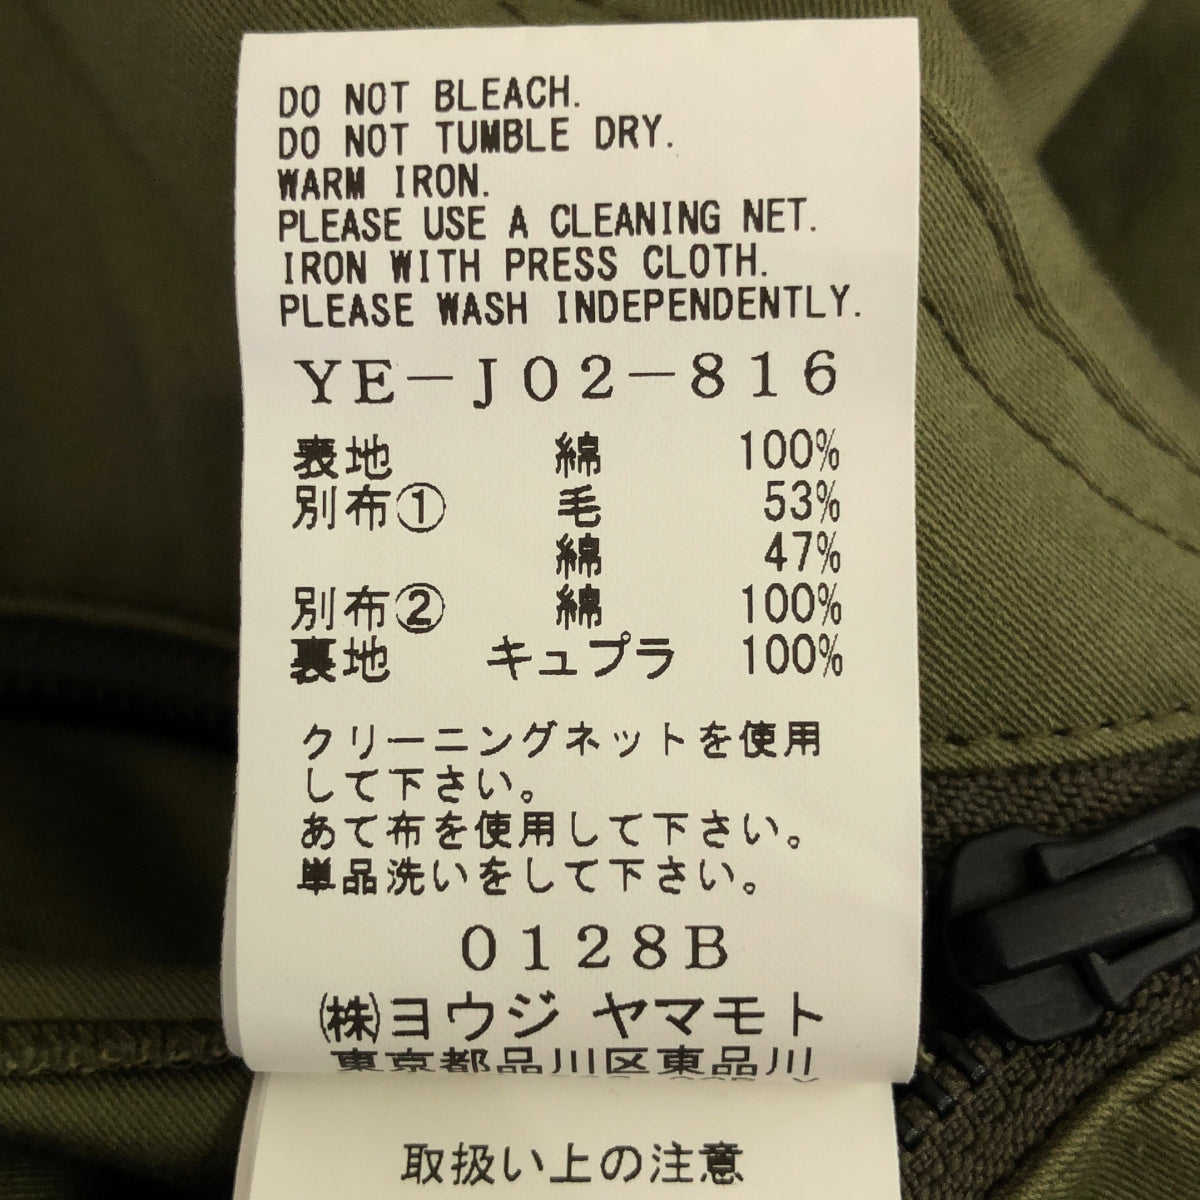 DO NOT BLEACH.
DO NOT TUMBLE DRY.
WARM IRON.
PLEASE USE A CLEANING NET.
IRON WITH PRESS CLOTH.
PLEASE WASH INDEPENDENTLY.
YE-J02-816
表地 綿 100%
別布① 毛 53%
綿 47%
別布② 綿 100%
裏地 キュプラ 100%
クリーニングネットを使用
して下さい。
あて布を使用して下さい。
単品洗いをして下さい。
0128B
㈱ヨウジ ヤマモト
東京都品川区東品川
取扱い上の注意